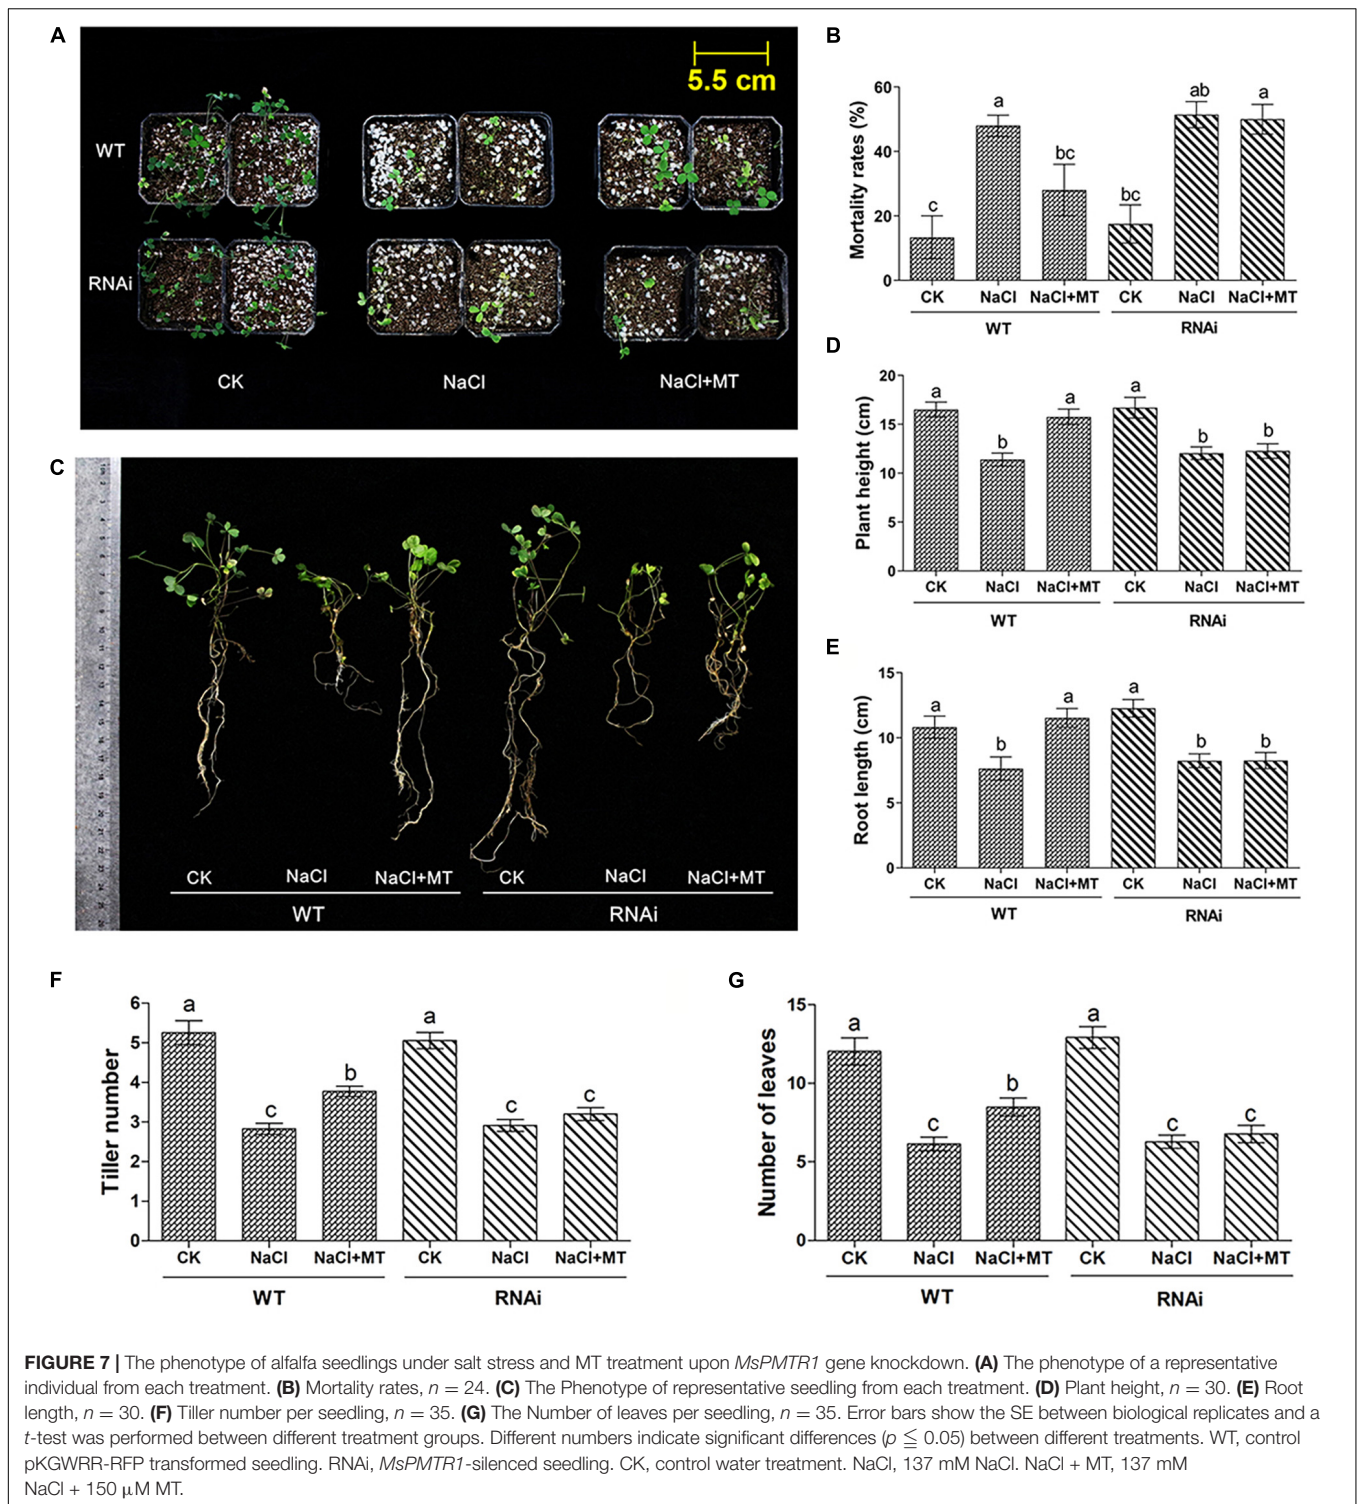 A
5.5 cm
WT
RNAi
CK
NaCl
NaCl+MT
B
Mortality rates (%)
60
40
20
0
c
a
bc
bc
ab
a
CK
NaCl
NaCl+MT
CK
NaCl
NaCl+MT
WT
RNAi
C
CK
NaCl
NaCl+MT
CK
NaCl
NaCl+MT
WT
RNAi
D
Plant height (cm)
20
15
10
5
0
a
b
a
a
b
b
CK
NaCl
NaCl+MT
CK
NaCl
NaCl+MT
WT
RNAi
E
Root length (cm)
15
10
5
0
a
b
a
a
b
b
CK
NaCl
NaCl+MT
CK
NaCl
NaCl+MT
WT
RNAi
F
Tiller number
6
5
4
3
2
1
0
a
c
b
a
c
c
CK
NaCl
NaCl+MT
CK
NaCl
NaCl+MT
WT
RNAi
G
Number of leaves
15
10
5
0
a
c
b
a
c
c
CK
NaCl
NaCl+MT
CK
NaCl
NaCl+MT
WT
RNAi
FIGURE 7 | The phenotype of alfalfa seedlings under salt stress and MT treatment upon MsPMTR1 gene knockdown. (A) The phenotype of a representative
individual from each treatment. (B) Mortality rates, n = 24. (C) The Phenotype of representative seedling from each treatment. (D) Plant height, n = 30. (E) Root
length, n = 30. (F) Tiller number per seedling, n = 35. (G) The Number of leaves per seedling, n = 35. Error bars show the SE between biological replicates and a
t-test was performed between different treatment groups. Different numbers indicate significant differences (p ≦ 0.05) between different treatments. WT, control
pKGWRR-RFP transformed seedling. RNAi, MsPMTR1-silenced seedling. CK, control water treatment. NaCl, 137 mM NaCl. NaCl + MT, 137 mM
NaCl + 150 μM MT.